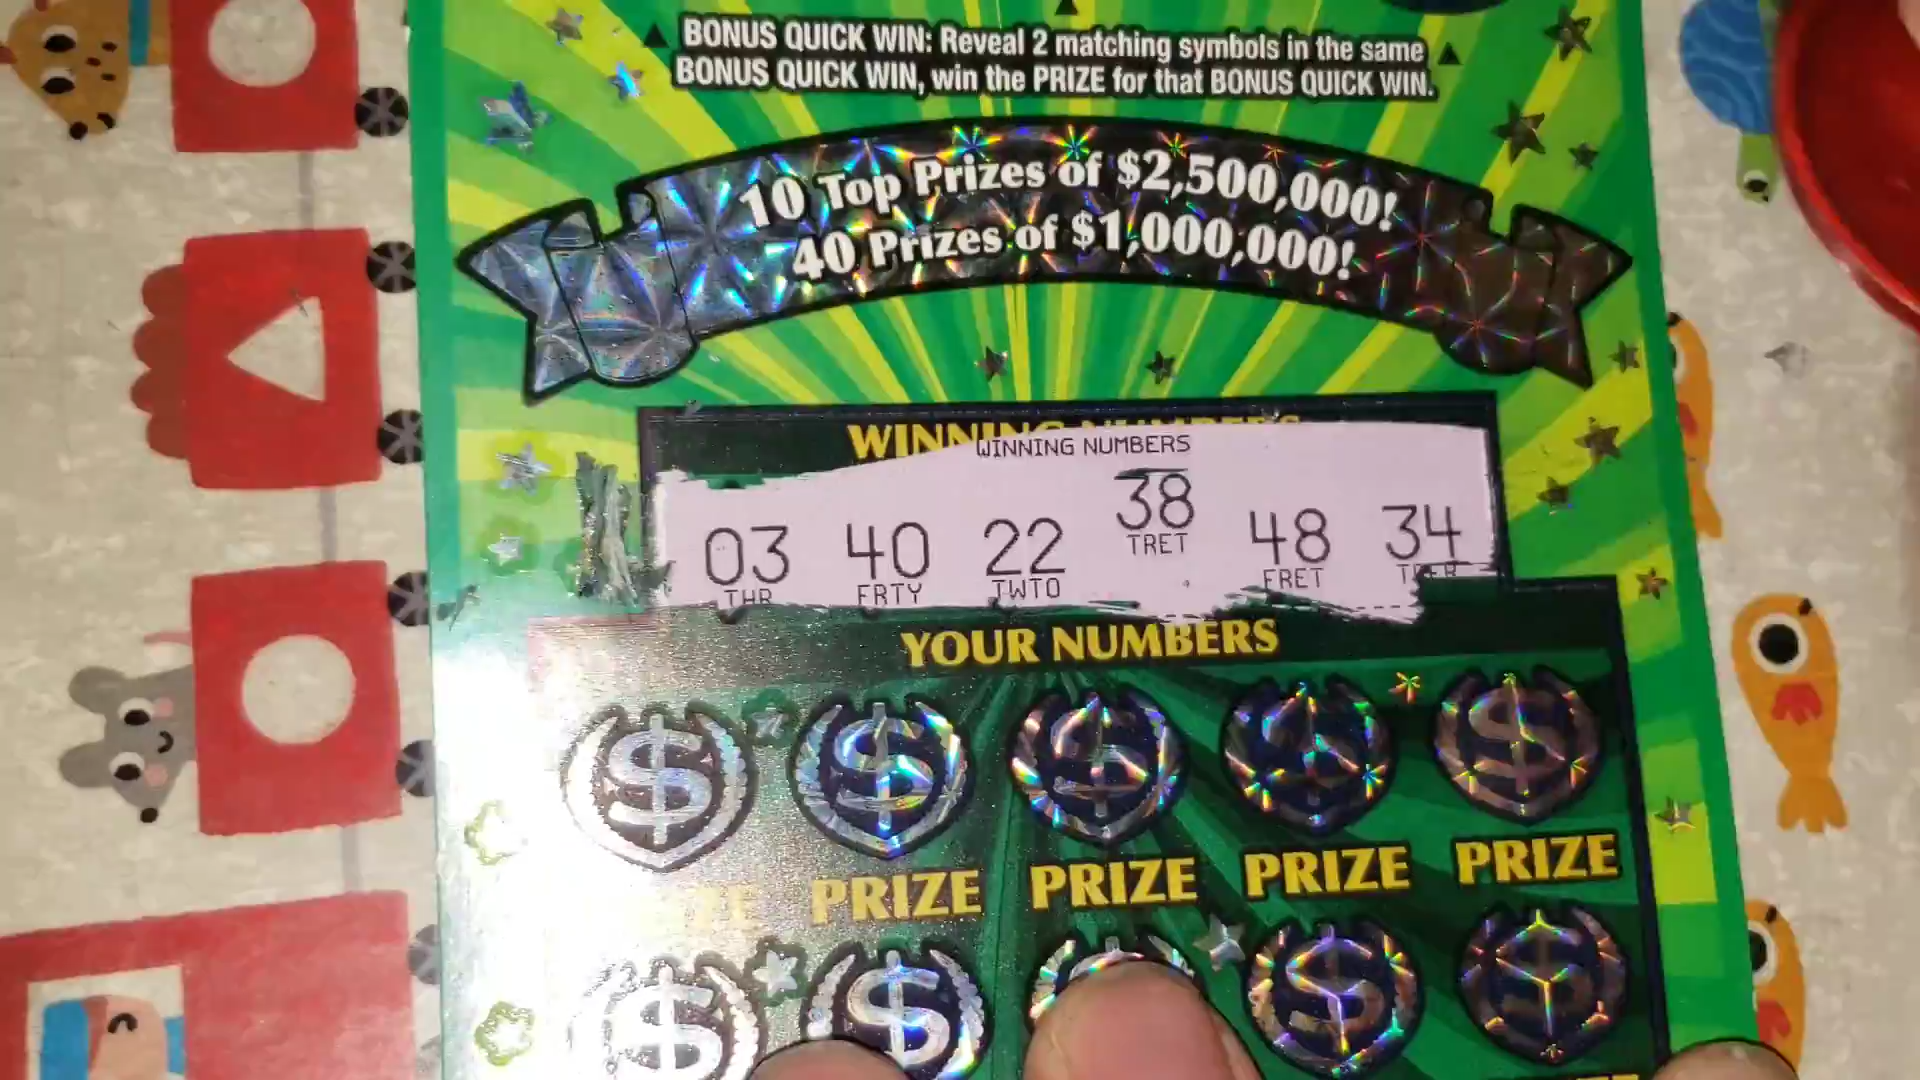 BONUS QUICK WIN: Reveal 2 matching symbols in the same
BONUS QUICK WIN, win the PRIZE for that BONUS QUICK WIN.
10 Top Prizes of $2,500,000!
40 Prizes of $1,000,000!
WINNING NUMBERS
WINNING NUMBERS
03 40 22 38 48 34
THR FRTY TWTO TRET FRET
YOUR NUMBERS
$ $ $ $ $
PRIZE PRIZE PRIZE PRIZE
$ $ $ $